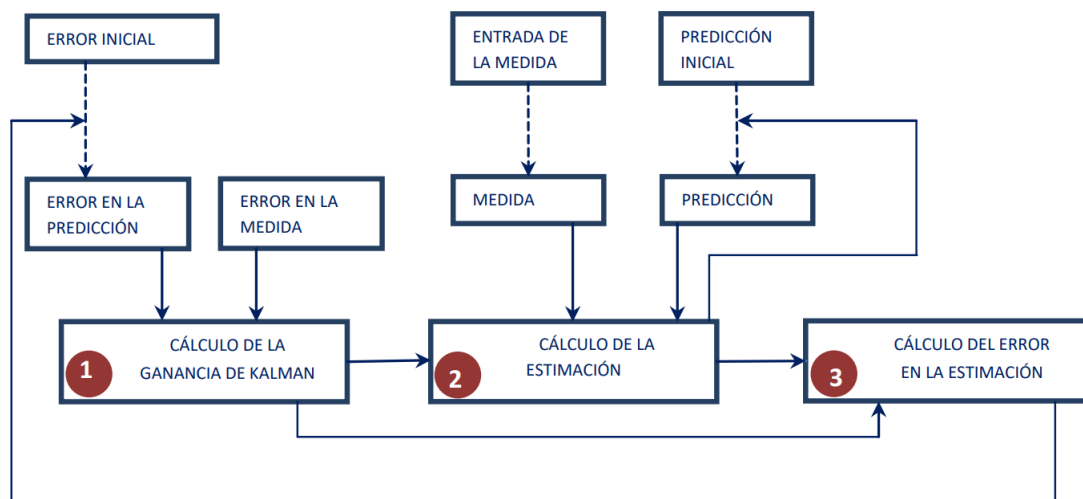 ERROR INICIAL
ENTRADA DE
LA MEDIDA
PREDICCIÓN
INICIAL
ERROR EN LA
PREDICCIÓN
ERROR EN LA
MEDIDA
MEDIDA
PREDICCIÓN
1
CÁLCULO DE LA
GANANCIA DE KALMAN
2
CÁLCULO DE LA
ESTIMACIÓN
3
CÁLCULO DEL ERROR
EN LA ESTIMACIÓN